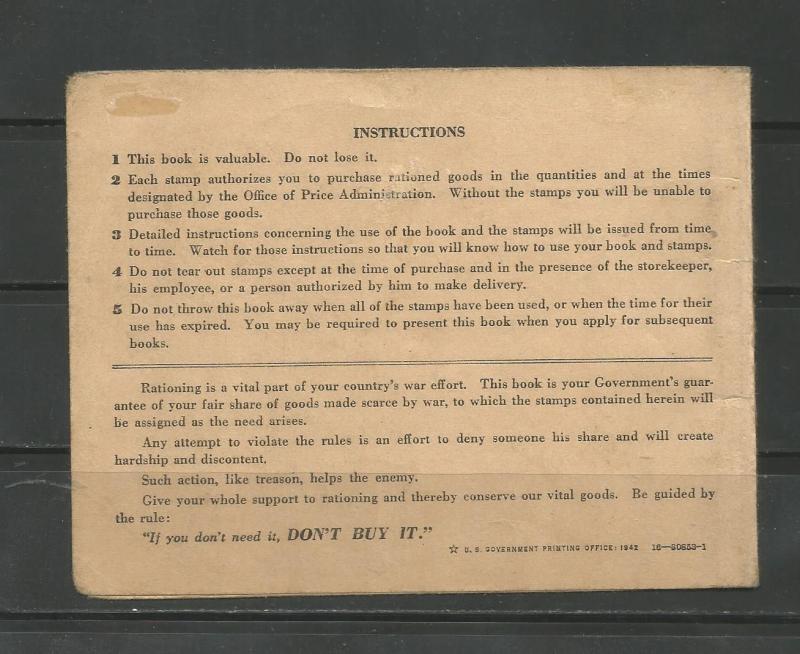 INSTRUCTIONS
1 This book is valuable. Do not lose it.
2 Each stamp authorizes you to purchase rationed goods in the quantities and at the times
designated by the Office of Price Administration. Without the stamps you will be unable to
purchase those goods.
3 Detailed instructions concerning the use of the book and the stamps will be issued from time
to time. Watch for those instructions so that you will know how to use your book and stamps.
4 Do not tear out stamps except at the time of purchase and in the presence of the storekeeper,
his employee, or a person authorized by him to make delivery.
5 Do not throw this book away when all of the stamps have been used, or when the time for their
use has expired. You may be required to present this book when you apply for subsequent
books.
Rationing is a vital part of your country's war effort. This book is your Government's guar-
antee of your fair share of goods made scarce by war, to which the stamps contained herein will
be assigned as the need arises.
Any attempt to violate the rules is an effort to deny someone his share and will create
hardship and discontent.
Such action, like treason, helps the enemy.
Give your whole support to rationing and thereby conserve our vital goods. Be guided by
the rule:
"If you don't need it, DON'T BUY IT."
☆ U. S. GOVERNMENT PRINTING OFFICE: 1942 16—30853-1